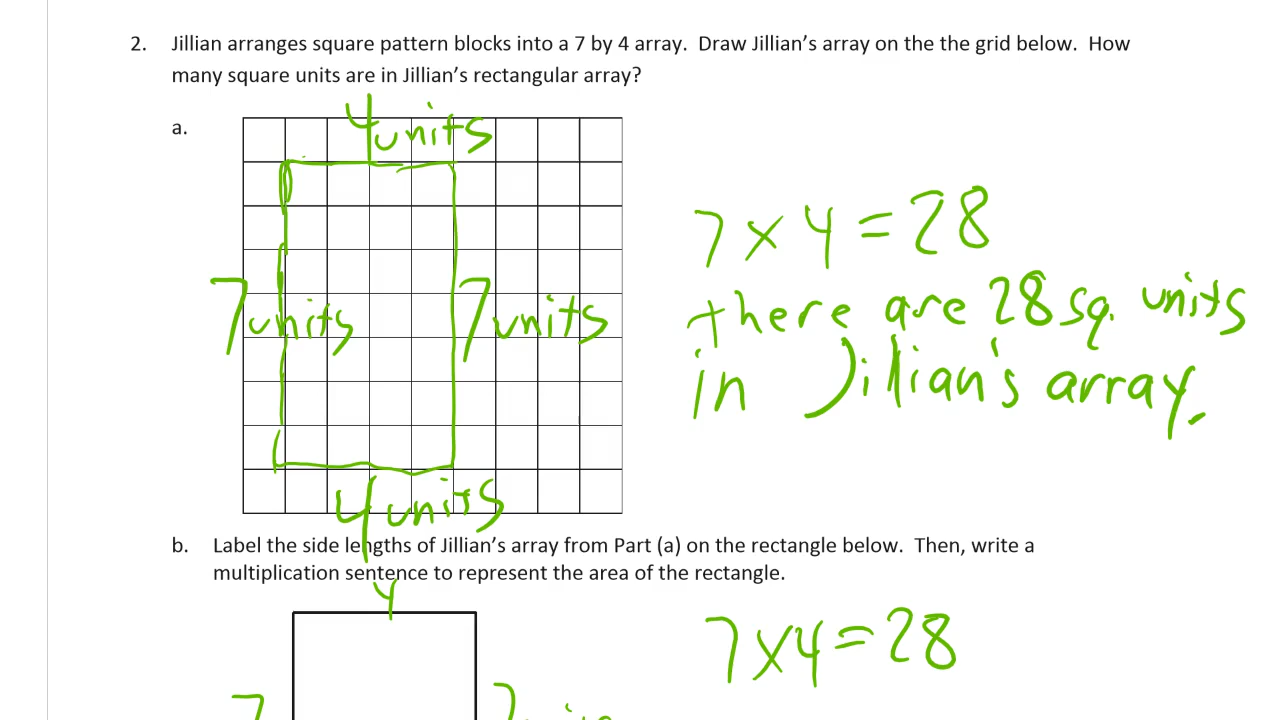 2. Jillian arranges square pattern blocks into a 7 by 4 array. Draw Jillian's array on the the grid below. How
many square units are in Jillian's rectangular array?
a.
4 units
7 units
7 units
4 units
7 x 4 = 28
there are 28 sq. units
in Jillian's array.
b. Label the side lengths of Jillian's array from Part (a) on the rectangle below. Then, write a
multiplication sentence to represent the area of the rectangle.
4
7 x 4 = 28
7
7